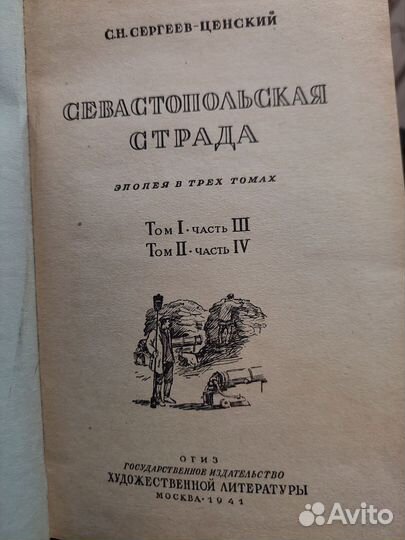 С.Н. СЕРГЕЕВ-ЦЕНСКИЙ
СЕВАСТОПОЛЬСКАЯ
СТРАДА
ЭПОПЕЯ В ТРЕХ ТОМАХ
Том I · ЧАСТЬ III
Том II · ЧАСТЬ IV
ОГИЗ
ГОСУДАРСТВЕННОЕ ИЗДАТЕЛЬСТВО
ХУДОЖЕСТВЕННОЙ ЛИТЕРАТУРЫ
МОСКВА · 1941
Avito